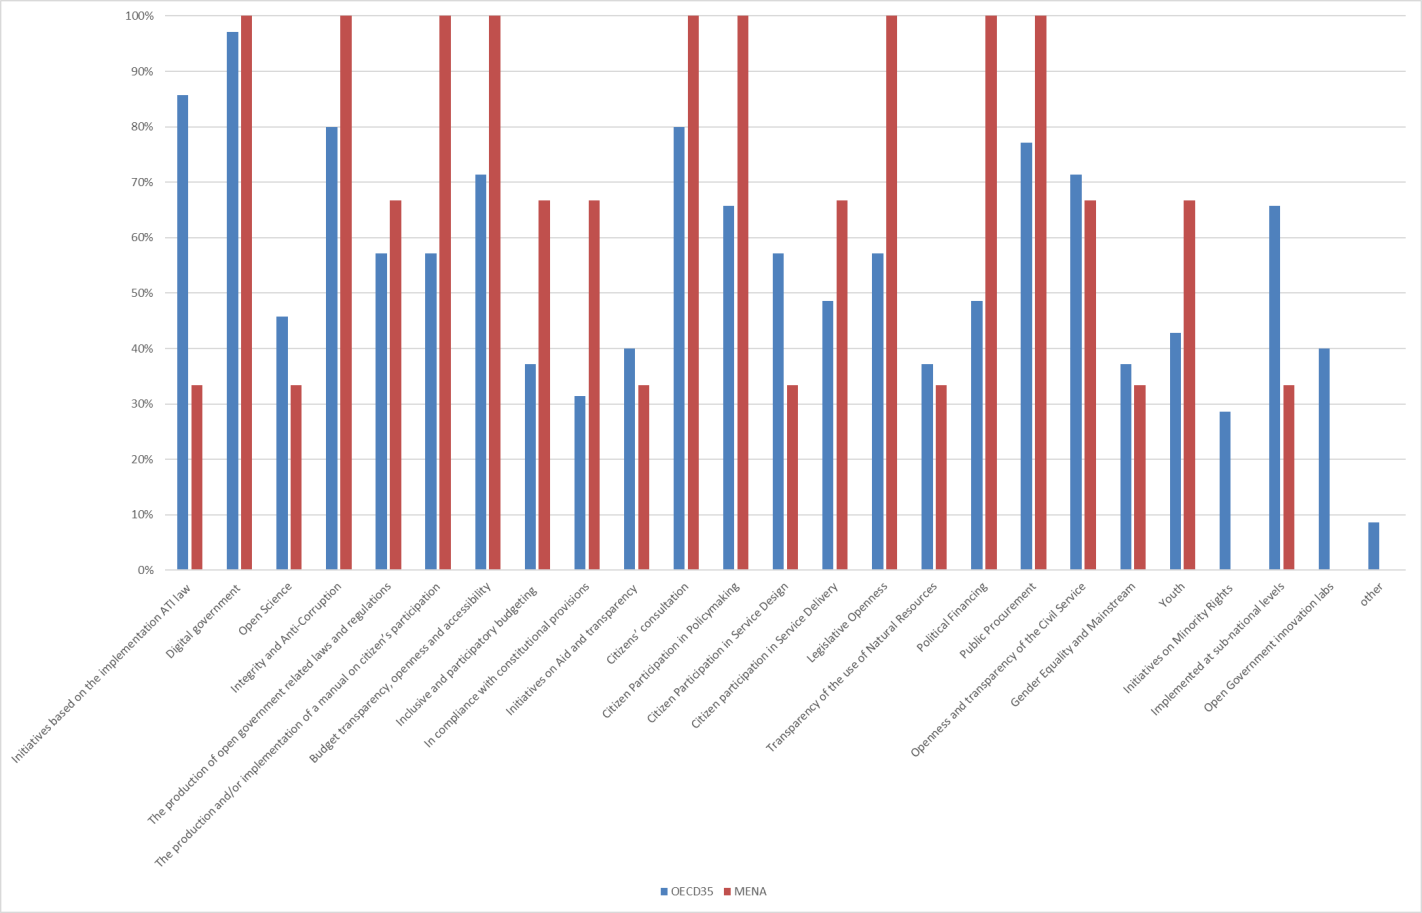 100%
90%
80%
70%
60%
50%
40%
30%
20%
10%
0%
Initiatives based on the implementation ATI law
Digital government
Open Science
Integrity and Anti-Corruption
The production of open government related laws and regulations
The production and/or implementation of a manual on citizen's participation
Budget transparency, openness and accessibility
Inclusive and participatory budgeting
In compliance with constitutional provisions
Initiatives on Aid and transparency
Citizens' consultation
Citizen Participation in Policymaking
Citizen Participation in Service Design
Citizen participation in Service Delivery
Legislative Openness
Transparency of the use of Natural Resources
Political Financing
Public Procurement
Openness and transparency of the Civil Service
Gender Equality and Mainstream
Youth
Initiatives on Minority Rights
Implemented at sub-national levels
Open Government innovation labs
other
OECD35 MENA